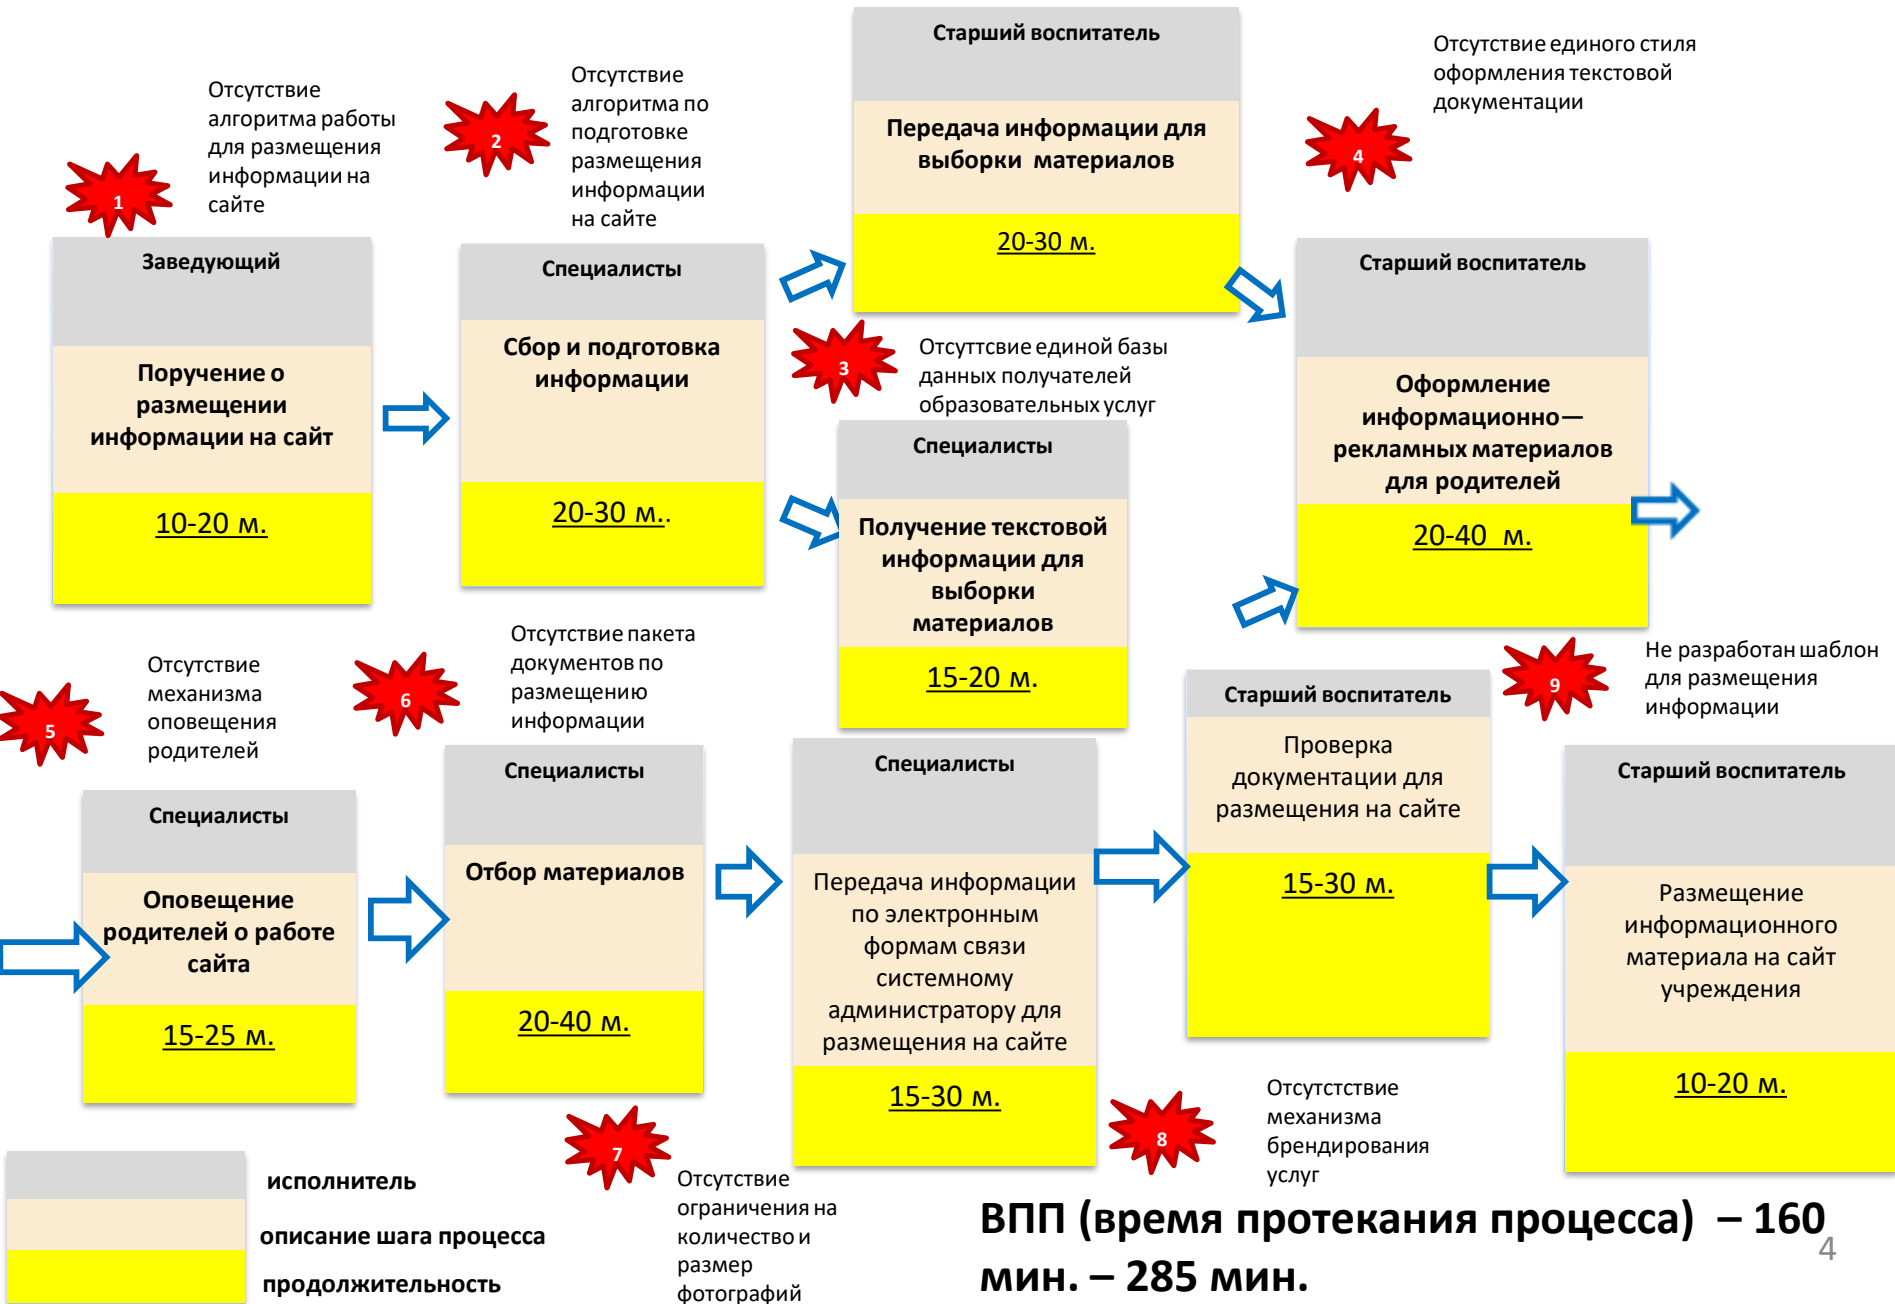 Отсутствие
алгоритма работы
для размещения
информации на
сайте
1
Заведующий
Поручение о
размещении
информации на сайт
10-20 м.
Отсутствие
алгоритма по
подготовке
размещения
информации
на сайте
2
Специалисты
Сбор и подготовка
информации
20-30 м..
Старший воспитатель
Передача информации для
выборки материалов
20-30 м.
3
Отсуттсвие единой базы
данных получателей
образовательных услуг
Специалисты
Получение текстовой
информации для
выборки
материалов
15-20 м.
Отсутствие единого стиля
оформления текстовой
документации
4
Старший воспитатель
Оформление
информационно—
рекламных материалов
для родителей
20-40 м.
5
Отсутствие
механизма
оповещения
родителей
Специалисты
Оповещение
родителей о работе
сайта
15-25 м.
6
Отсутствие пакета
документов по
размещению
информации
Специалисты
Отбор материалов
20-40 м.
7
Отсутствие
ограничения на
количество и
размер
фотографий
Специалисты
Передача информации
по электронным
формам связи
системному
администратору для
размещения на сайте
15-30 м.
8
Отсутстствие
механизма
брендирования
услуг
Старший воспитатель
Проверка
документации для
размещения на сайте
15-30 м.
9
Не разработан шаблон
для размещения
информации
Старший воспитатель
Размещение
информационного
материала на сайт
учреждения
10-20 м.
исполнитель
описание шага процесса
продолжительность
ВПП (время протекания процесса) – 160
мин. – 285 мин.
4